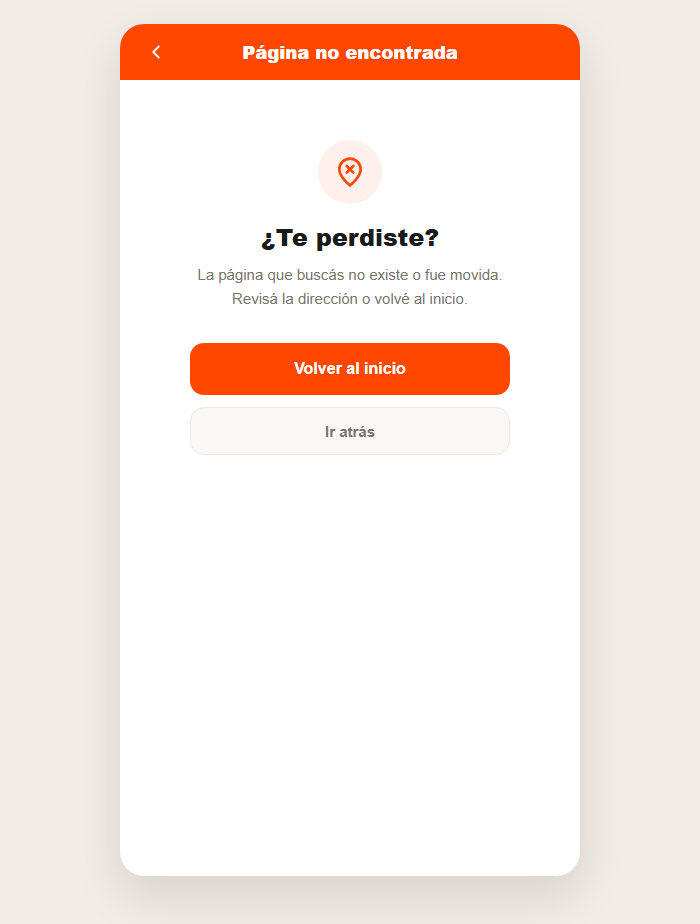 Página no encontrada
¿Te perdiste?
La página que buscás no existe o fue movida.
Revisá la dirección o volvé al inicio.
Volver al inicio
Ir atrás